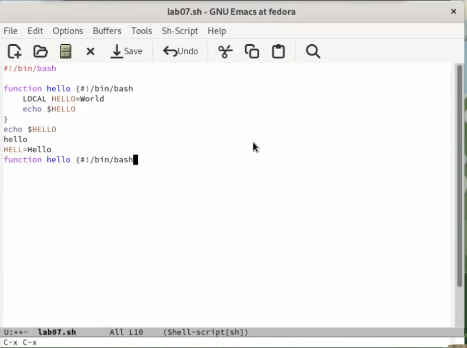 lab07.sh - GNU Emacs at fedora
File Edit Options Buffers Tools Sh-Script Help
Save Undo
#!/bin/bash
function hello {#!/bin/bash
LOCAL HELLO=World
echo $HELLO
}
echo $HELLO
hello
HELL=Hello
function hello {#!/bin/bash
U:**- lab07.sh All L10 (Shell-script[sh])
C-x C-x